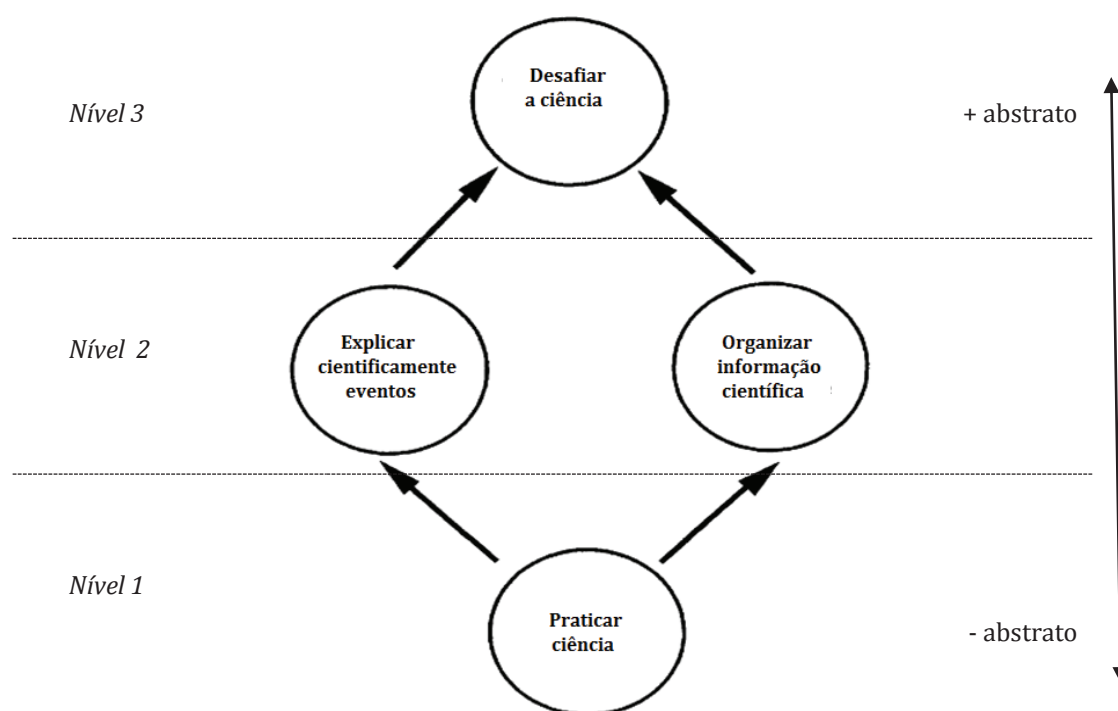 Desafiar
a ciência
Nível 3
+ abstrato
Nível 2
Explicar
cientificamente
eventos
Organizar
informação
científica
Nível 1
Praticar
ciência
- abstrato